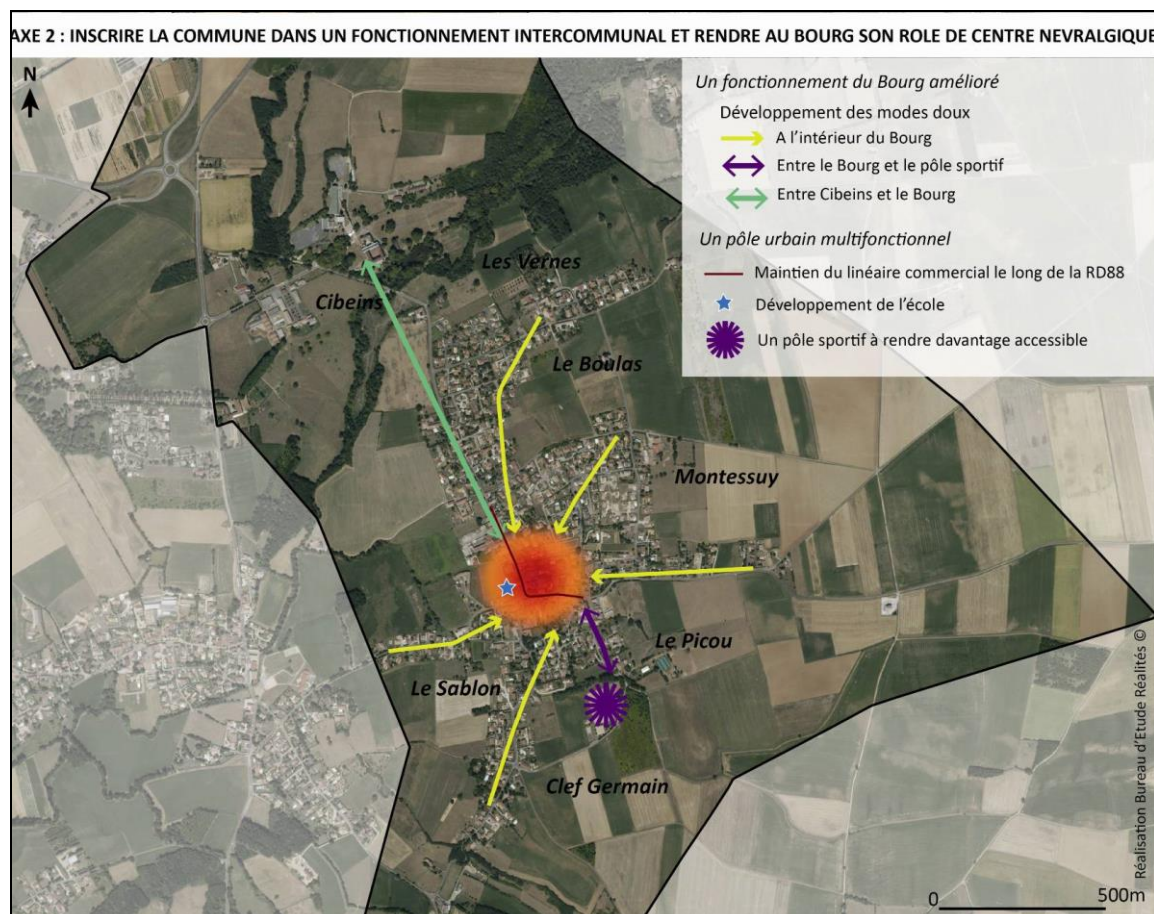 AXE 2 : INSCRIRE LA COMMUNE DANS UN FONCTIONNEMENT INTERCOMMUNAL ET RENDRE AU BOURG SON ROLE DE CENTRE NEVRALGIQUE
N
Un fonctionnement du Bourg amélioré
Développement des modes doux
A l'intérieur du Bourg
Entre le Bourg et le pôle sportif
Entre Cibeins et le Bourg
Un pôle urbain multifonctionnel
Maintien du linéaire commercial le long de la RD88
Développement de l'école
Un pôle sportif à rendre davantage accessible
Les Vernes
Cibeins
Le Boulas
Montessuy
Le Picou
Le Sablon
Clef Germain
Réalisation Bureau d'Etude Réalités ©
0 500m